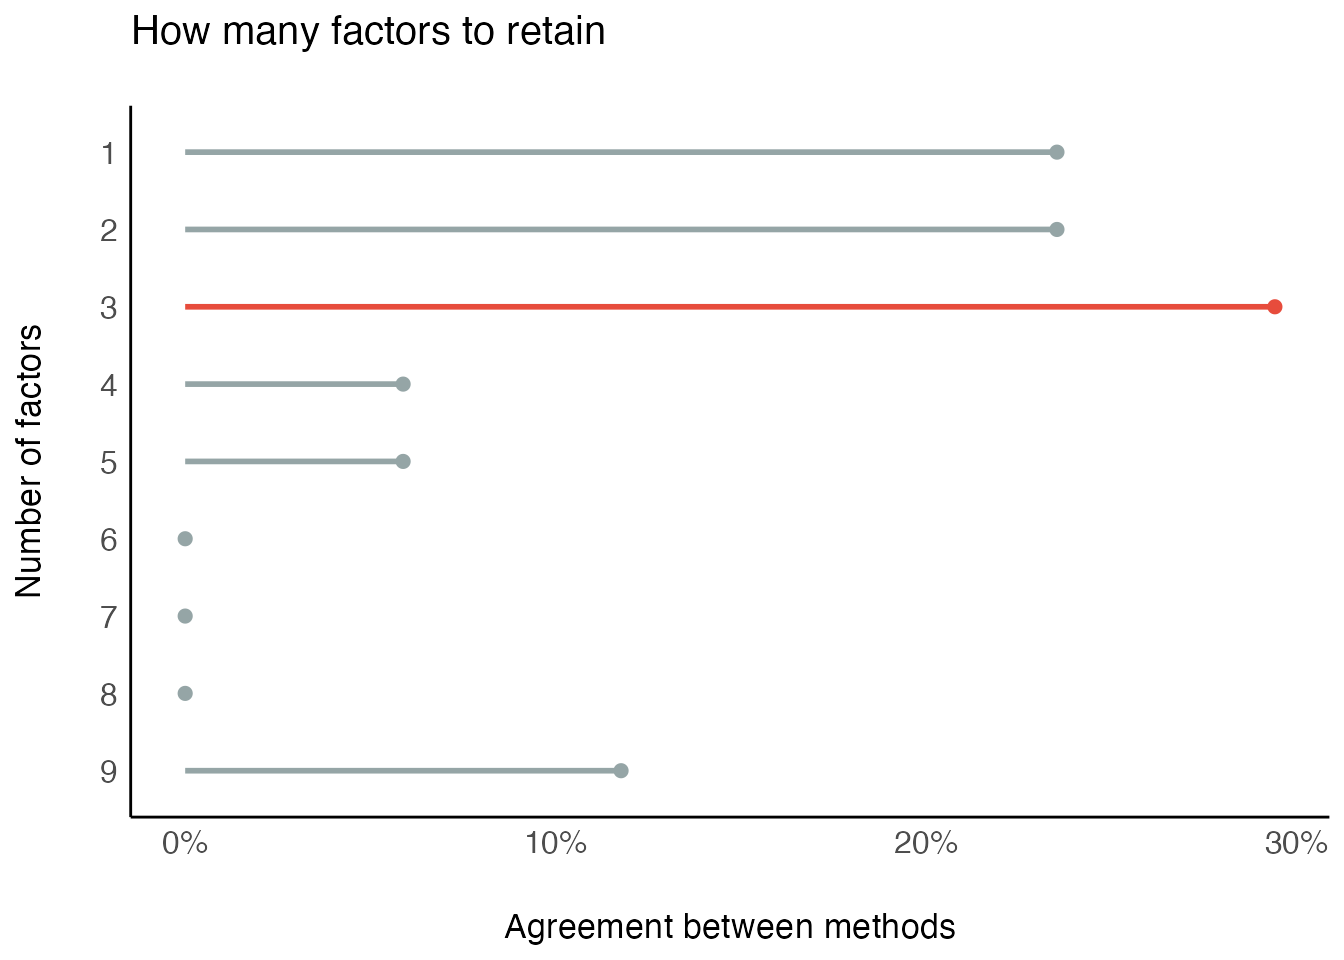 How many factors to retain
Number of factors
1
2
3
4
5
6
7
8
9
0% 10% 20% 30%
Agreement between methods